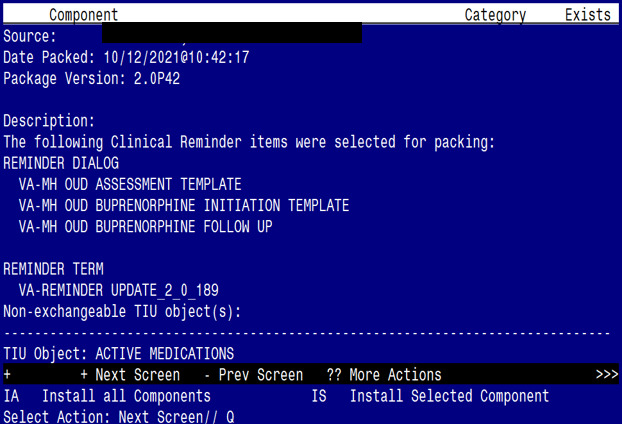 Component Category Exists
Source:
Date Packed: 10/12/2021@10:42:17
Package Version: 2.0P42
Description:
The following Clinical Reminder items were selected for packing:
REMINDER DIALOG
VA-MH OUD ASSESSMENT TEMPLATE
VA-MH OUD BUPRENORPHINE INITIATION TEMPLATE
VA-MH OUD BUPRENORPHINE FOLLOW UP
REMINDER TERM
VA-REMINDER UPDATE_2_0_189
Non-exchangeable TIU object(s):
------------------------------------------------------------------------------
TIU Object: ACTIVE MEDICATIONS
+ + Next Screen - Prev Screen ?? More Actions >>>
IA Install all Components IS Install Selected Component
Select Action: Next Screen// Q